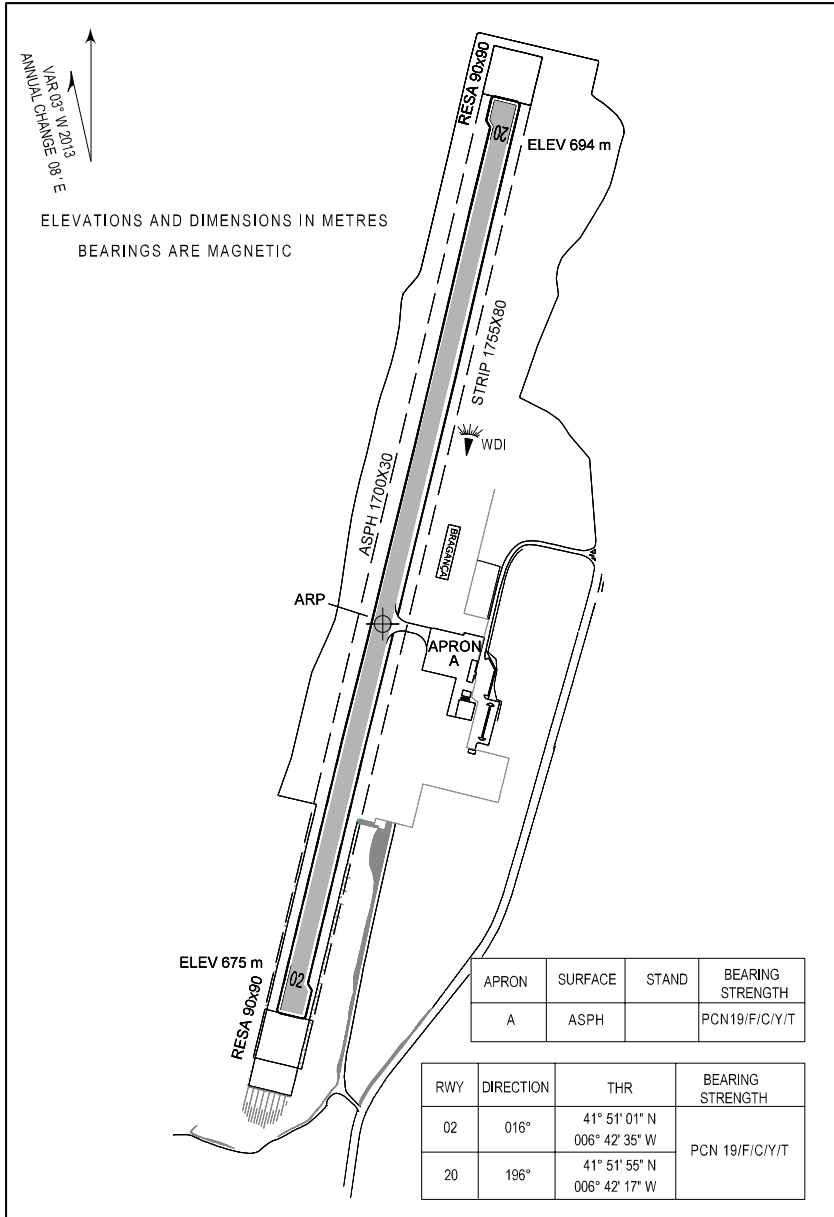 RESA 90x90
VAR 03° W 2013
ANNUAL CHANGE 08' E
20
ELEV 694 m
ELEVATIONS AND DIMENSIONS IN METRES
BEARINGS ARE MAGNETIC
STRIP 1755X80
WDI
ASPH 1700X30
BRAGANÇA
ARP
APRON
A
ELEV 675 m
02
RESA 90x90
APRON SURFACE STAND BEARING
STRENGTH
A ASPH PCN19/F/C/Y/T
RWY DIRECTION THR BEARING
STRENGTH
02 016° 41° 51' 01" N
006° 42' 35" W
PCN 19/F/C/Y/T
20 196° 41° 51' 55" N
006° 42' 17" W